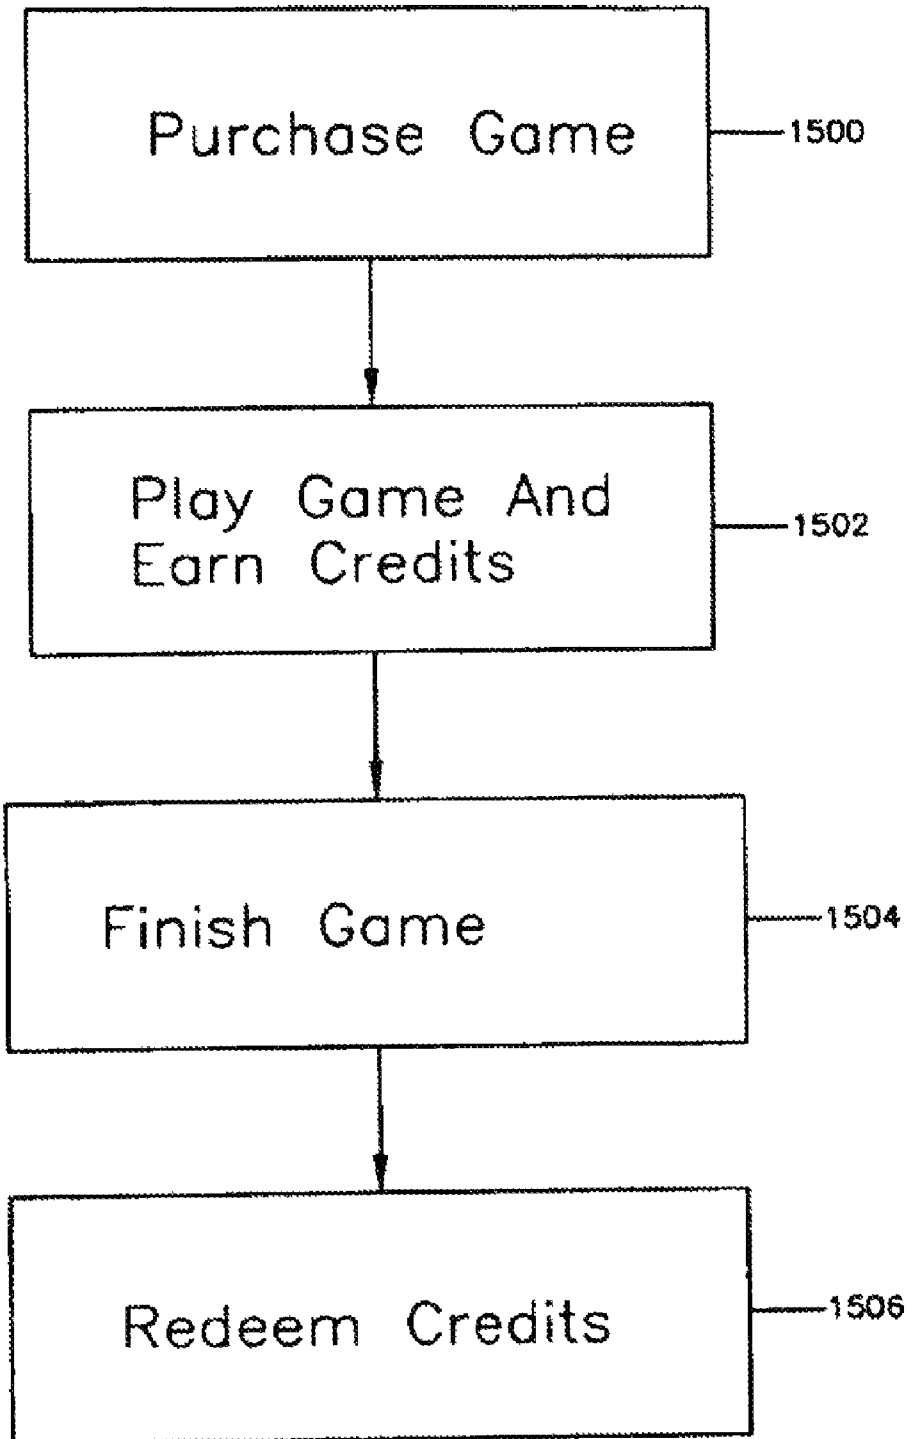 Purchase Game
1500
Play Game And
Earn Credits
1502
Finish Game
1504
Redeem Credits
1506